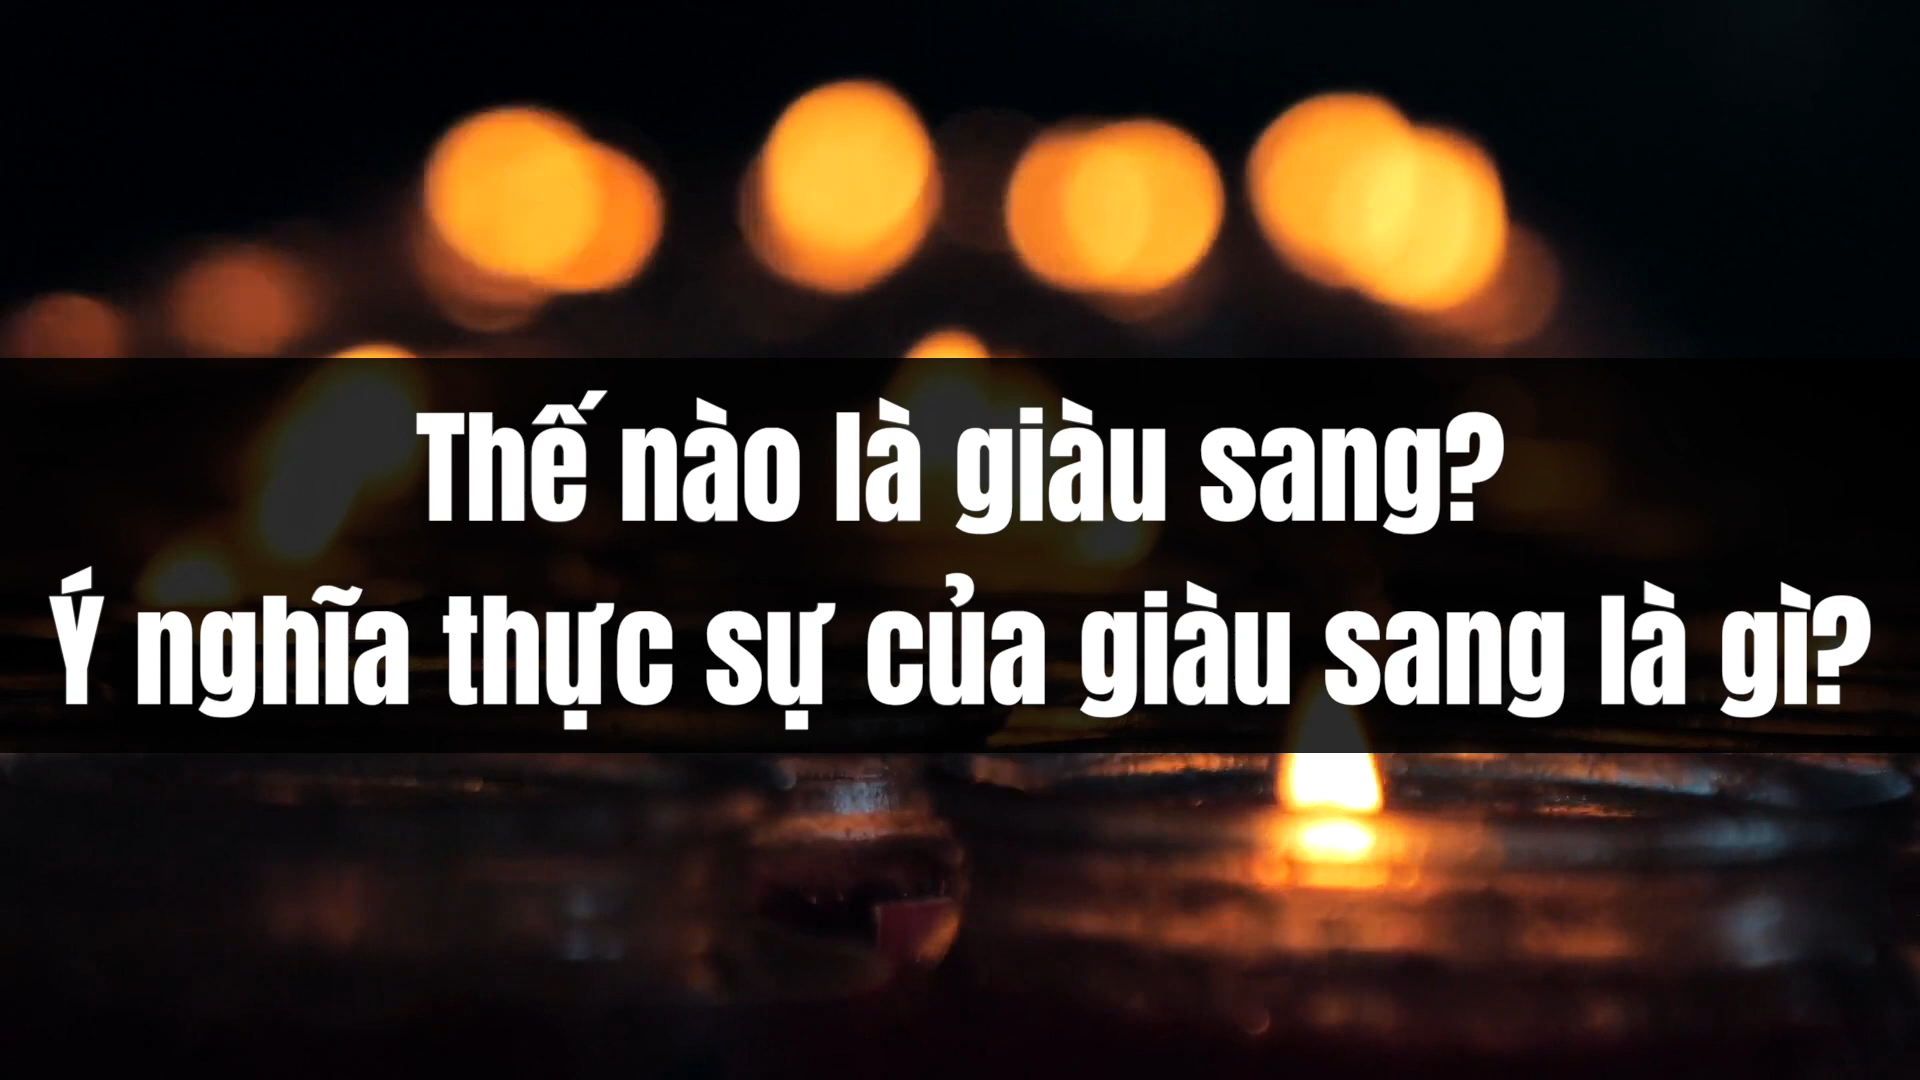 Thế nào là giàu sang?
Ý nghĩa thực sự của giàu sang là gì?